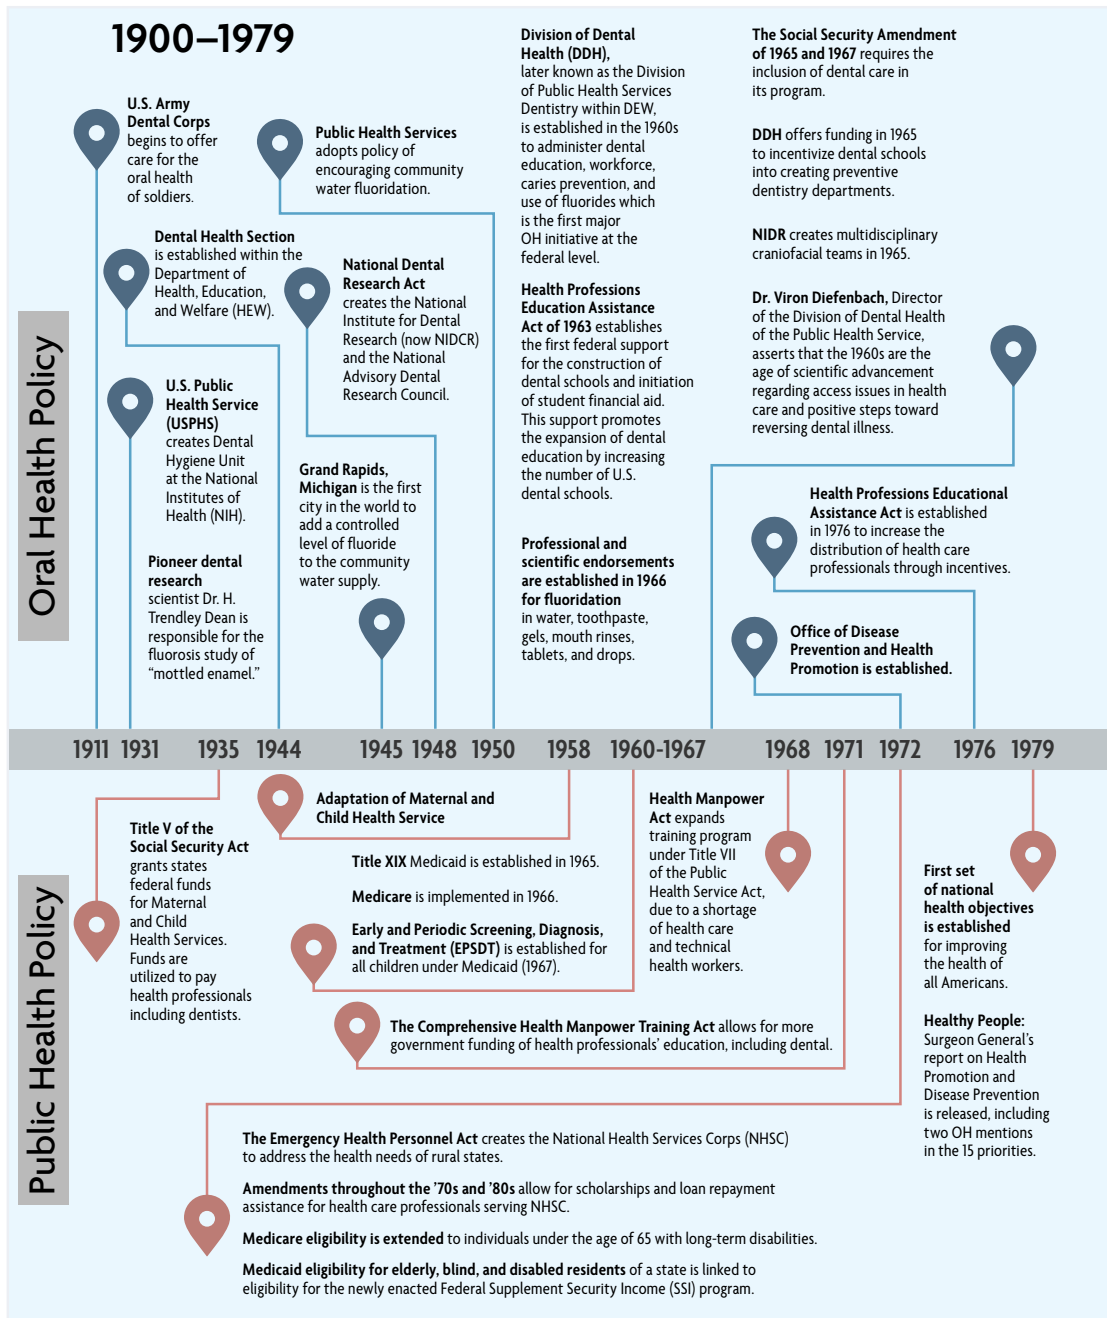 1900–1979
Oral Health Policy
U.S. Army
Dental Corps
begins to offer
care for the
oral health
of soldiers.
Public Health Services
adopts policy of
encouraging community
water fluoridation.
Dental Health Section
is established within the
Department of
Health, Education,
and Welfare (HEW).
National Dental
Research Act
creates the National
Institute for Dental
Research (now NIDCR)
and the National
Advisory Dental
Research Council.
U.S. Public
Health Service
(USPHS)
creates Dental
Hygiene Unit
at the National
Institutes of
Health (NIH).
Pioneer dental
research
scientist Dr. H.
Trendley Dean is
responsible for the
fluorosis study of
“mottled enamel.”
Grand Rapids,
Michigan is the first
city in the world to
add a controlled
level of fluoride
to the community
water supply.
Division of Dental
Health (DDH),
later known as the Division
of Public Health Services
Dentistry within DEW,
is established in the 1960s
to administer dental
education, workforce,
caries prevention, and
use of fluorides which
is the first major
OH initiative at the
federal level.
Health Professions
Education Assistance
Act of 1963 establishes
the first federal support
for the construction of
dental schools and initiation
of student financial aid.
This support promotes
the expansion of dental
education by increasing
the number of U.S.
dental schools.
Professional and
scientific endorsements
are established in 1966
for fluoridation
in water, toothpaste,
gels, mouth rinses,
tablets, and drops.
The Social Security Amendment
of 1965 and 1967 requires the
inclusion of dental care in
its program.
DDH offers funding in 1965
to incentivize dental schools
into creating preventive
dentistry departments.
NIDR creates multidisciplinary
craniofacial teams in 1965.
Dr. Viron Diefenbach, Director
of the Division of Dental Health
of the Public Health Service,
asserts that the 1960s are the
age of scientific advancement
regarding access issues in health
care and positive steps toward
reversing dental illness.
Health Professions Educational
Assistance Act is established
in 1976 to increase the
distribution of health care
professionals through incentives.
Office of Disease
Prevention and Health
Promotion is established.
1911 1931 1935 1944 1945 1948 1950 1958 1960-1967 1968 1971 1972 1976 1979
Public Health Policy
Title V of the
Social Security Act
grants states
federal funds
for Maternal
and Child
Health Services.
Funds are
utilized to pay
health professionals
including dentists.
Adaptation of Maternal and
Child Health Service
Title XIX Medicaid is established in 1965.
Medicare is implemented in 1966.
Early and Periodic Screening, Diagnosis,
and Treatment (EPSDT) is established for
all children under Medicaid (1967).
Health Manpower
Act expands
training program
under Title VII
of the Public
Health Service Act,
due to a shortage
of health care
and technical
health workers.
The Comprehensive Health Manpower Training Act allows for more
government funding of health professionals’ education, including dental.
First set
of national
health objectives
is established
for improving
the health of
all Americans.
Healthy People:
Surgeon General’s
report on Health
Promotion and
Disease Prevention
is released, including
two OH mentions
in the 15 priorities.
The Emergency Health Personnel Act creates the National Health Services Corps (NHSC)
to address the health needs of rural states.
Amendments throughout the ’70s and ’80s allow for scholarships and loan repayment
assistance for health care professionals serving NHSC.
Medicare eligibility is extended to individuals under the age of 65 with long-term disabilities.
Medicaid eligibility for elderly, blind, and disabled residents of a state is linked to
eligibility for the newly enacted Federal Supplement Security Income (SSI) program.